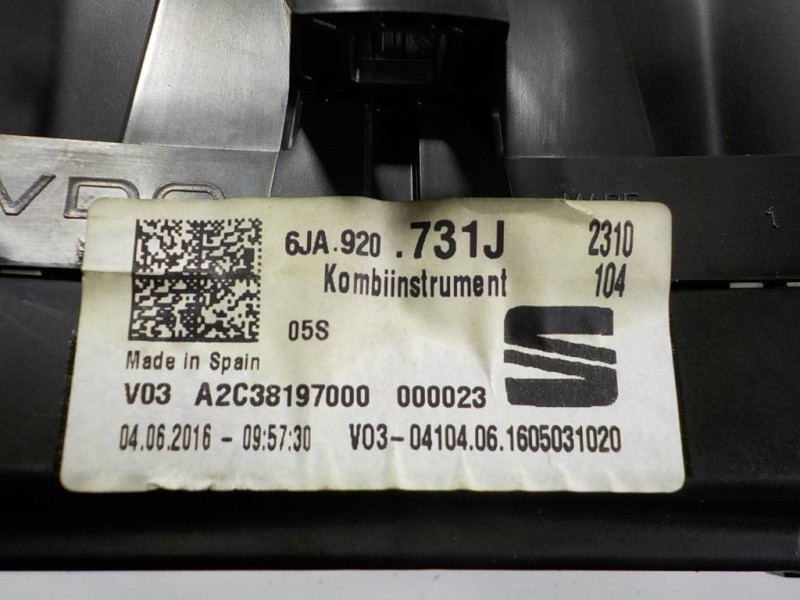 VDO
6JA.920 .731J 2310
Kombiinstrument 104
05S
Made in Spain
V03 A2C38197000 000023
04.06.2016 - 09:57:30 V03-04104.06.1605031020
1